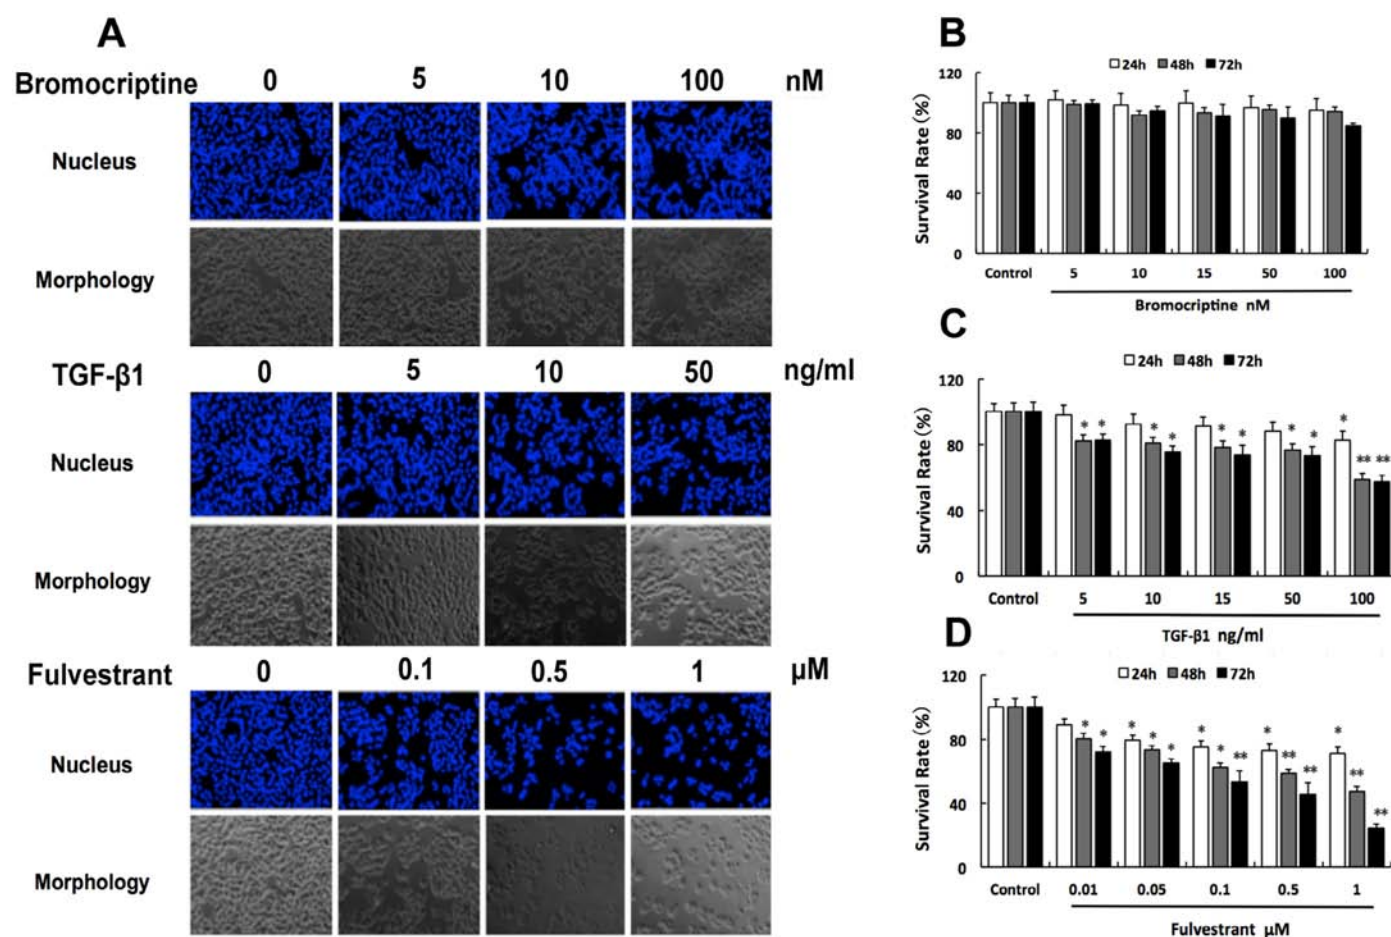 A
Bromocriptine 0 5 10 100 nM
Nucleus
Morphology
TGF-β1 0 5 10 50 ng/ml
Nucleus
Morphology
Fulvestrant 0 0.1 0.5 1 μM
Nucleus
Morphology
B
24h 48h 72h
Survival Rate (%)
120
80
40
0
Control 5 10 15 50 100
Bromocriptine nM
C
24h 48h 72h
Survival Rate (%)
120
80
40
0
* * * * * * * * * ** **
Control 5 10 15 50 100
TGF-β1 ng/ml
D
24h 48h 72h
Survival Rate (%)
120
80
40
0
* * * * * * * ** * ** ** * ** **
Control 0.01 0.05 0.1 0.5 1
Fulvestrant μM